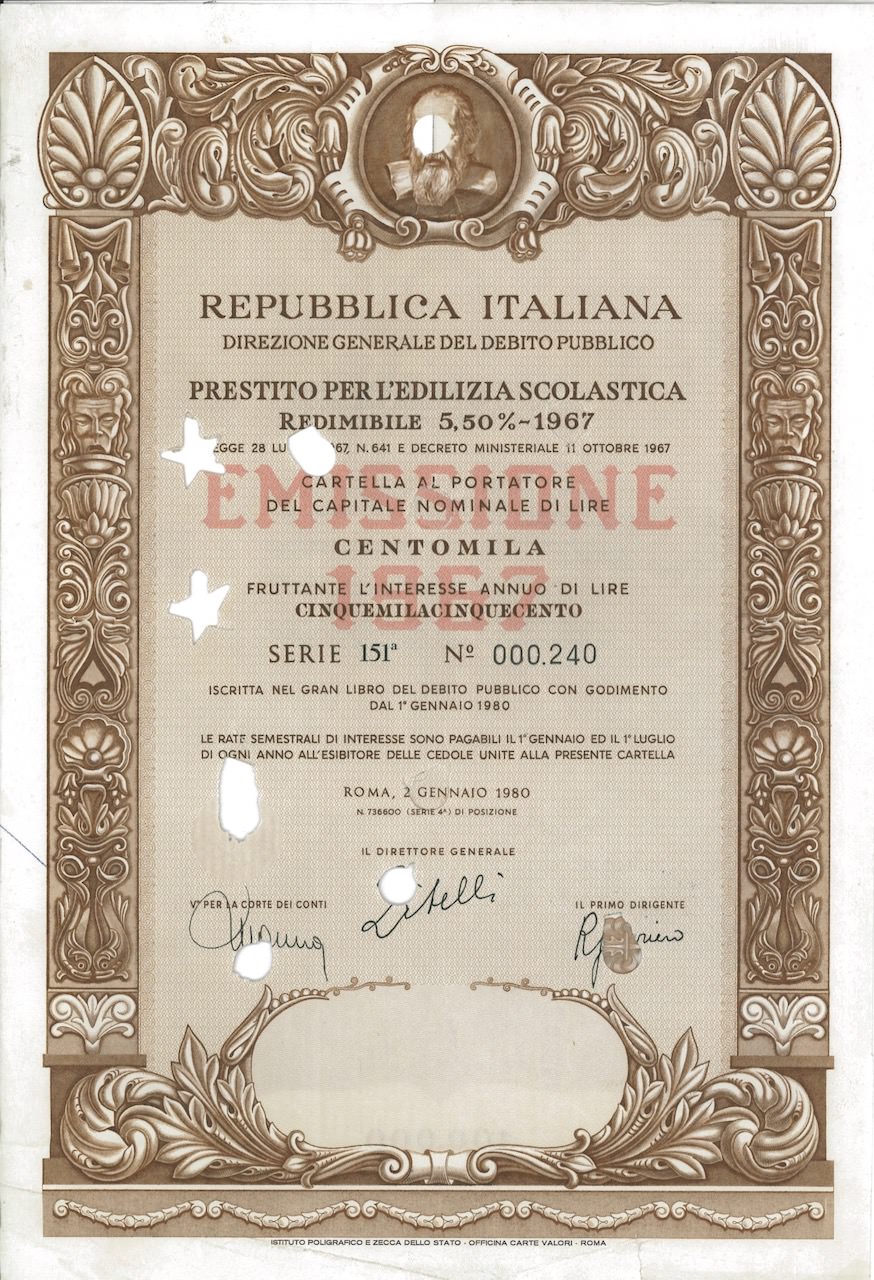 REPUBBLICA ITALIANA
DIREZIONE GENERALE DEL DEBITO PUBBLICO
PRESTITO PER L'EDILIZIA SCOLASTICA
REDIMIBILE 5,50%-1967
EGGE 28 LU 67, N. 641 E DECRETO MINISTERIALE 11 OTTOBRE 1967
EMISSIONE
CARTELLA AL PORTATORE
DEL CAPITALE NOMINALE DI LIRE
CENTOMILA
1967
FRUTTANTE L'INTERESSE ANNUO DI LIRE
CINQUEMILACINQUECENTO
SERIE 151ª Nº 000.240
ISCRITTA NEL GRAN LIBRO DEL DEBITO PUBBLICO CON GODIMENTO
DAL 1° GENNAIO 1980
LE RATE SEMESTRALI DI INTERESSE SONO PAGABILI IL 1° GENNAIO ED IL 1° LUGLIO
DI OGNI ANNO ALL'ESIBITORE DELLE CEDOLE UNITE ALLA PRESENTE CARTELLA
ROMA, 2 GENNAIO 1980
N. 736600 (SERIE 4ª) DI POSIZIONE
IL DIRETTORE GENERALE
Vº PER LA CORTE DEI CONTI
IL PRIMO DIRIGENTE
ISTITUTO POLIGRAFICO E ZECCA DELLO STATO - OFFICINA CARTE VALORI - ROMA